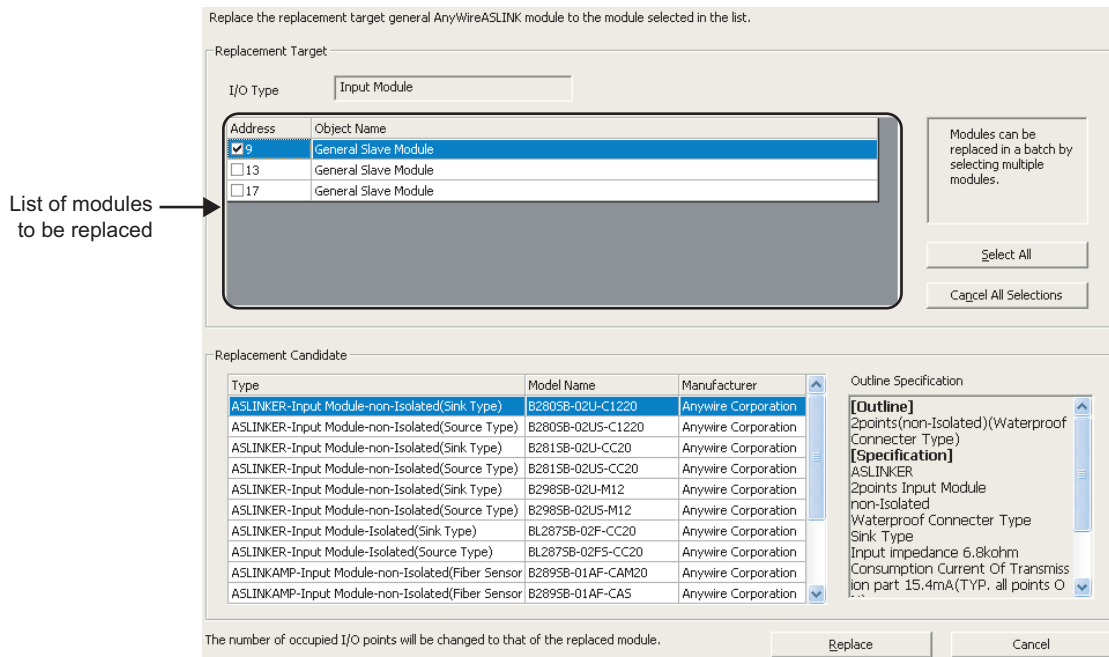 Replace the replacement target general AnyWireASLINK module to the module selected in the list.
Replacement Target
I/O Type
Input Module
Address Object Name
9 General Slave Module
13 General Slave Module
17 General Slave Module
Modules can be
replaced in a batch by
selecting multiple
modules.
List of modules
to be replaced
Select All
Cancel All Selections
Replacement Candidate
Type Model Name Manufacturer
ASLINKER-Input Module-non-Isolated(Sink Type) B280SB-02U-C1220 Anywire Corporation
ASLINKER-Input Module-non-Isolated(Source Type) B280SB-02US-C1220 Anywire Corporation
ASLINKER-Input Module-non-Isolated(Sink Type) B281SB-02U-CC20 Anywire Corporation
ASLINKER-Input Module-non-Isolated(Source Type) B281SB-02US-CC20 Anywire Corporation
ASLINKER-Input Module-non-Isolated(Sink Type) B298SB-02U-M12 Anywire Corporation
ASLINKER-Input Module-non-Isolated(Source Type) B298SB-02US-M12 Anywire Corporation
ASLINKER-Input Module-Isolated(Sink Type) BL287SB-02F-CC20 Anywire Corporation
ASLINKER-Input Module-Isolated(Source Type) BL287SB-02FS-CC20 Anywire Corporation
ASLINKAMP-Input Module-non-Isolated(Fiber Sensor B289SB-01AF-CAM20 Anywire Corporation
ASLINKAMP-Input Module-non-Isolated(Fiber Sensor B289SB-01AF-CAS Anywire Corporation
Outline Specification
[Outline]
2points(non-Isolated)(Waterproof
Connecter Type)
[Specification]
ASLINKER
2points Input Module
non-Isolated
Waterproof Connecter Type
Sink Type
Input impedance 6.8kohm
Consumption Current Of Transmiss
ion part 15.4mA(TYP. all points O
The number of occupied I/O points will be changed to that of the replaced module.
Replace
Cancel